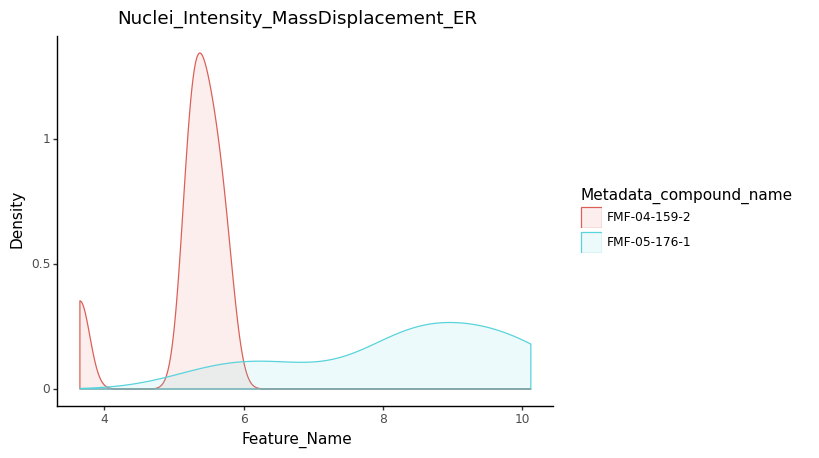 Nuclei_Intensity_MassDisplacement_ER
1
0.5
0
Density
4 6 8 10
Feature_Name
Metadata_compound_name
FMF-04-159-2
FMF-05-176-1